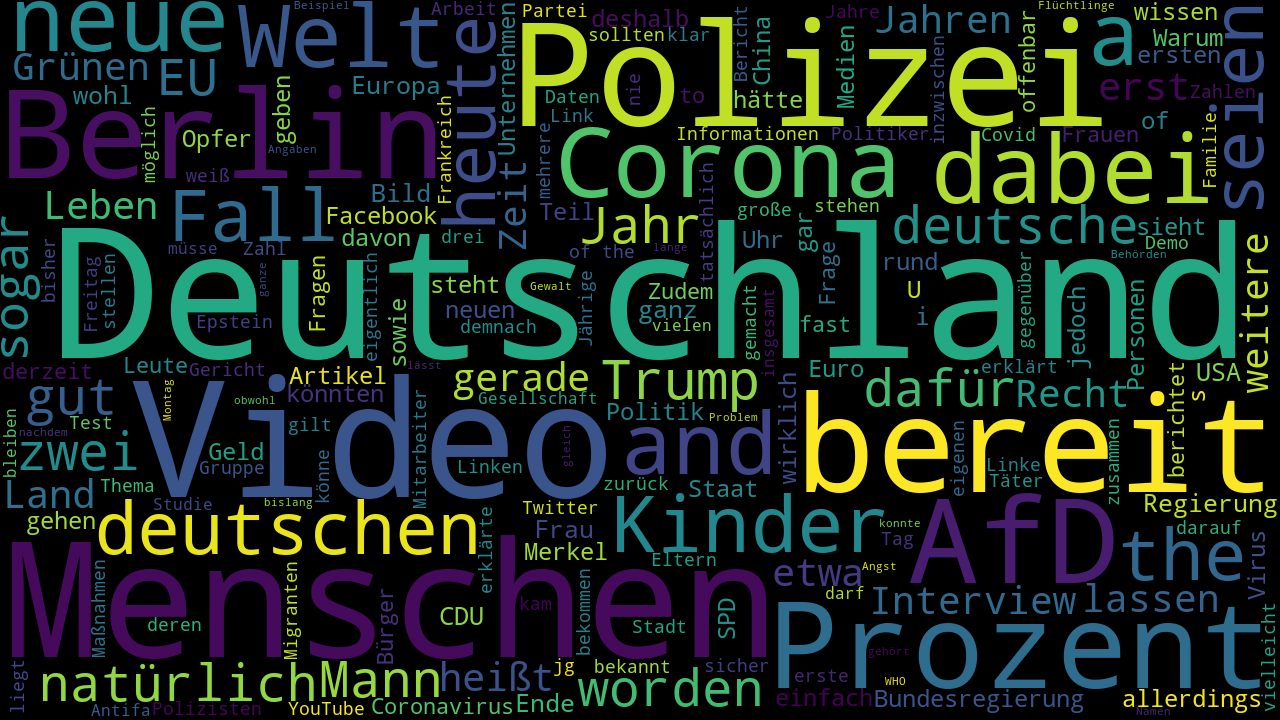 neue
Welt
heute
Unternehmen
Beispiel
Arbeit
Partei
deshalb
Jahre
Jahren
Flüchtlinge
wissen
seien
Polizei
a
sollten
klar
Bericht
China
Medien
offenbar
Warum
ersten
Grünen
EU
Europa
wohl
geben
Berlin
möglich
Opfer
Angaben
weiß
Frankreich
Daten
Link
nie
to
hätte
inzwischen
erst
Zahlen
Informationen
Politiker
Covid
Frauen
of
Familie.
mehrere
Corona
dabei
Leben
Fall
Bild
Facebook
zeit
Teil
Jahr
tatsächlich
große
stehen
deutsche
sieht
sogar
bisher
Freitag
stellen
müsse
Zahl
davon
drei
of the
lange
Uhr
gar
Frage
rund
Demo
Behörden
weitere
Deutschland
Epstein
ganze
Fragen
eigentlich
sowie
steht
neuen
demnach
Gewalt
Jährige
Zudem
ganz
vielen
gemacht
insgesamt
fast
U
i
gegenüber
jedoch
Personen
derzeit
Leute
Gericht
Artikel
könnten
lässt
gerade
Gesellschaft
Trump
Politik
Problem
wirklich
Euro
erklärt
dafür
Recht
berichtet
s
USA
gut
Montag
obwohl
Video
and
bereit
bleiben
Test
nachdem
zwei
Geld
Gruppe
gilt
könne
Mitarbeiter
Linken
gleich
zurück
Staat
eigenen
Linke
Täter
zusammen
Regierung
Land
Thema
Studie
bislang
gehen
deutschen
erklärte
Twitter
Frau
Merkel
Kinder
Eltern
konnte
Tag
Angst
AfD
darauf
the
Virus
Menschen
Maßnahmen
deren
Migranten
Bürger
CDU
kam
bekommen
Stadt
SPD
etwa
darf
Interview
lassen
Prozent
gehört
vielleicht
liegt
natürlich
Mann
heißt
jg
bekannt
sicher
erste
WHO
Antifa
Polizisten
YouTube
Coronavirus
Ende
worden
einfach
Bundesregierung
allerdings
Namen